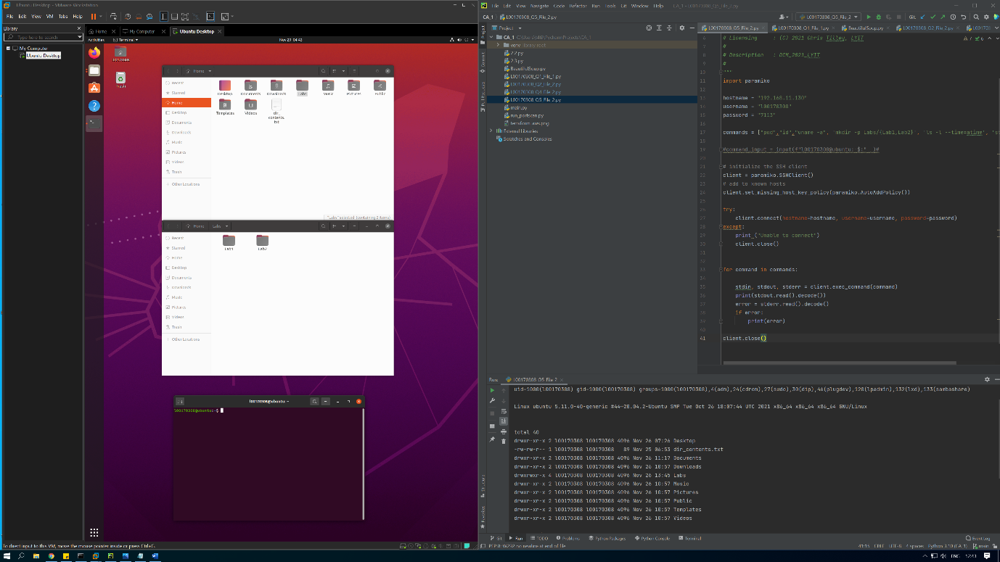 Ubuntu Desktop - VMware Workstation
File Edit View VM Tabs Help
Library
Type here to search
My Computer
Ubuntu Desktop
Home
My Computer
Ubuntu Desktop
Activities
Terminal
Nov 29 04:43
l00170308
Trash
Home
Recent
Starred
Home
Desktop
Documents
Downloads
Music
Pictures
Videos
Trash
Other Locations
Desktop Documents Downloads Labs Music Pictures Public
Templates Videos dir_contents.txt
"Labs" selected (containing 2 items)
Home Labs
Recent
Starred
Home
Desktop
Documents
Downloads
Music
Pictures
Videos
Trash
Other Locations
Lab1 Lab2
l00170308@ubuntu: ~
l00170308@ubuntu:~$
To direct input to this VM, move the mouse pointer inside or press Ctrl+G.
File Edit View Navigate Code Refactor Run Tools Git Window Help
CA_1
L00170308_Q5_File_2.py
L00170308_Q5_File_2
Git:
Project
CA_1
venv library root
2.2.py
2.3.py
BeautifulSoup.py
L00170308_Q1_File_1.py
L00170308_Q2_File_2.py
L00170308_Q4_File_2.py
L00170308_Q5_File_2.py
main.py
run_portscan.py
terraform aws.png
External Libraries
Scratches and Consoles
L00170308_Q5_File_2.py
L00170308_Q1_File_1.py
BeautifulSoup.py
L00170308_Q2_File_2.py
# Licensing : (C) 2021 Chris Tilley, LYIT
#
# Description : DCM_2021_LYIT
#
"""
import paramiko
hostname = "192.168.11.130"
username = "l00170308"
password = "7113"
commands = ["pwd","id","uname -a", 'mkdir -p Labs/{Lab1,Lab2}', 'ls -l --time=atime',
#command_input = input(f"l00170308@ubuntu:~$:" )#
# initialize the SSH client
client = paramiko.SSHClient()
# add to known hosts
client.set_missing_host_key_policy(paramiko.AutoAddPolicy())
try:
client.connect(hostname=hostname, username=username, password=password)
except:
print ("Unable to connect")
client.close()
for command in commands:
stdin, stdout, stderr = client.exec_command(command)
print(stdout.read().decode())
error = stderr.read().decode()
if error:
print(error)
client.close()
Run: L00170308_Q5_File_2
uid=1000(l00170308) gid=1000(l00170308) groups=1000(l00170308),4(adm),24(cdrom),27(sudo),30(dip),46(plugdev),120(lpadmin),132(lxd),133(sambashare)
Linux ubuntu 5.11.0-40-generic #44~20.04.2-Ubuntu SMP Tue Oct 26 18:07:44 UTC 2021 x86_64 x86_64 x86_64 GNU/Linux
total 40
drwxr-xr-x 2 l00170308 l00170308 4096 Nov 26 07:26 Desktop
-rw-rw-r-- 1 l00170308 l00170308 89 Nov 25 06:53 dir_contents.txt
drwxr-xr-x 2 l00170308 l00170308 4096 Nov 26 11:17 Documents
drwxr-xr-x 2 l00170308 l00170308 4096 Nov 26 10:57 Downloads
drwxrwxr-x 4 l00170308 l00170308 4096 Nov 26 13:45 Labs
drwxr-xr-x 2 l00170308 l00170308 4096 Nov 26 10:57 Music
drwxr-xr-x 2 l00170308 l00170308 4096 Nov 26 10:57 Pictures
drwxr-xr-x 2 l00170308 l00170308 4096 Nov 26 10:57 Public
drwxr-xr-x 2 l00170308 l00170308 4096 Nov 26 10:57 Templates
drwxr-xr-x 2 l00170308 l00170308 4096 Nov 26 10:57 Videos
Git Run TODO Problems Python Packages Python Console Terminal Event Log
PEP 8: W292 no newline at end of file
41:15 CRLF UTF-8 4 spaces Python 3.10 (CA_1) main
ENG 12:43